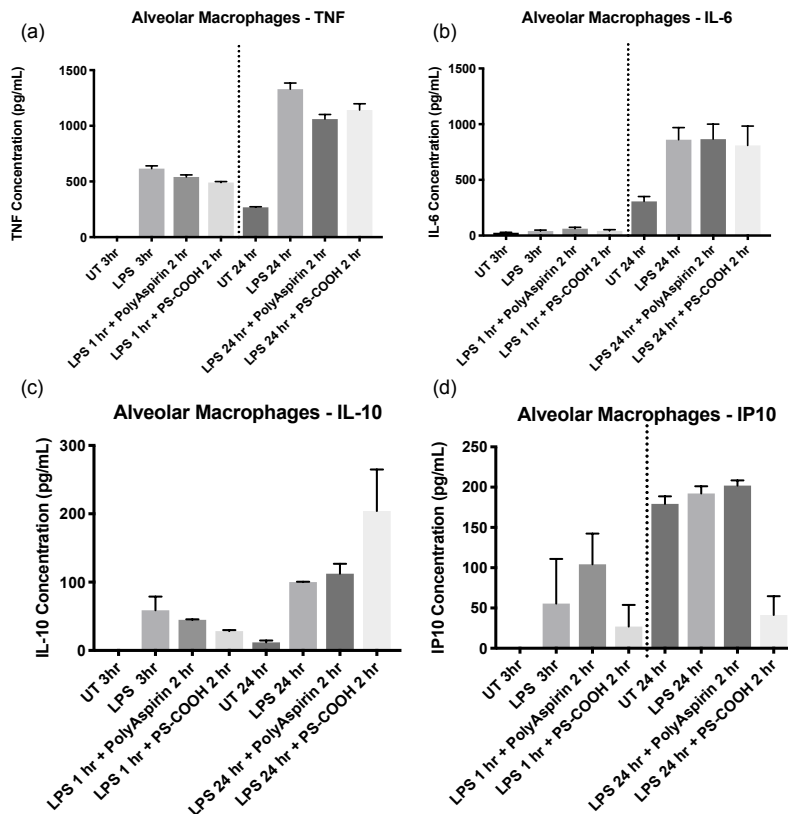 (a)
Alveolar Macrophages - TNF
TNF Concentration (pg/mL)
1500
1000
500
0
UT 3hr
LPS  3hr
LPS 1 hr + PolyAspirin 2 hr
LPS 1 hr + PS-COOH 2 hr
UT 24 hr
LPS 24 hr
LPS 24 hr + PolyAspirin 2 hr
LPS 24 hr + PS-COOH 2 hr
(b)
Alveolar Macrophages - IL-6
IL-6 Concentration (pg/mL)
1500
1000
500
0
UT 3hr
LPS  3hr
LPS 1 hr + PolyAspirin 2 hr
LPS 1 hr + PS-COOH 2 hr
UT 24 hr
LPS 24 hr
LPS 24 hr + PolyAspirin 2 hr
LPS 24 hr + PS-COOH 2 hr
(c)
Alveolar Macrophages - IL-10
IL-10 Concentration (pg/mL)
300
200
100
0
UT 3hr
LPS  3hr
LPS 1 hr + PolyAspirin 2 hr
LPS 1 hr + PS-COOH 2 hr
UT 24 hr
LPS 24 hr
LPS 24 hr + PolyAspirin 2 hr
LPS 24 hr + PS-COOH 2 hr
(d)
Alveolar Macrophages - IP10
IP10 Concentration (pg/mL)
250
200
150
100
50
0
UT 3hr
LPS  3hr
LPS 1 hr + PolyAspirin 2 hr
LPS 1 hr + PS-COOH 2 hr
UT 24 hr
LPS 24 hr
LPS 24 hr + PolyAspirin 2 hr
LPS 24 hr + PS-COOH 2 hr